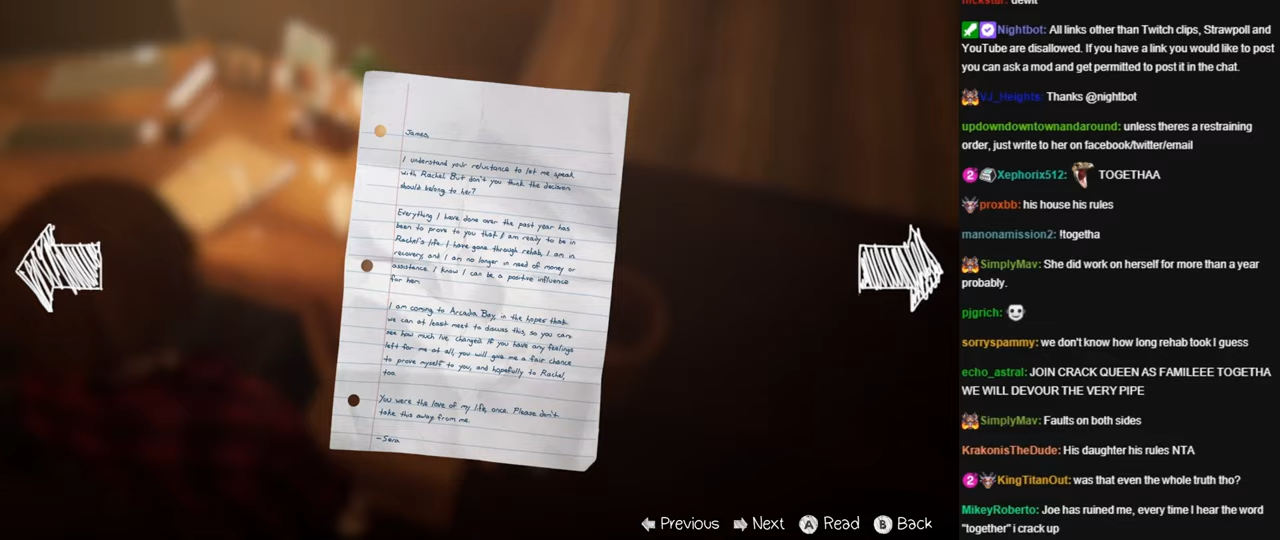 James,
I understand your reluctance to let me speak
with Rachel. But don't you think the decision
should belong to her?
Everything I have done over the past year has
been to prove to you that I am ready to be in
Rachel's life. I have gone through rehab, I am in
recovery, and I am no longer in need of money or
assistance. I know I can be a positive influence
for her.
I am coming to Arcadia Bay, in the hopes that
we can at least meet to discuss this, so you can
see how much I've changed. If you have any feelings
left for me at all, you will give me a fair chance
to prove myself to you, and hopefully to Rachel,
too.
You were the love of my life, once. Please don't
take this away from me.
-Sera
Previous Next A Read B Back
nickstar: dewit
Nightbot: All links other than Twitch clips, Strawpoll and
YouTube are disallowed. If you have a link you would like to post
you can ask a mod and get permitted to post it in the chat.
VJ_Heights: Thanks @nightbot
updowndowntownandaround: unless theres a restraining
order, just write to her on facebook/twitter/email
2 Xephorix512: TOGETHAA
proxbb: his house his rules
manonamission2: !togetha
SimplyMav: She did work on herself for more than a year
probably.
pjgrich:
sorryspammy: we don't know how long rehab took I guess
echo_astral: JOIN CRACK QUEEN AS FAMILEEE TOGETHA
WE WILL DEVOUR THE VERY PIPE
SimplyMav: Faults on both sides
KrakonisTheDude: His daughter his rules NTA
2 KingTitanOut: was that even the whole truth tho?
MikeyRoberto: Joe has ruined me, every time I hear the word
"together" i crack up